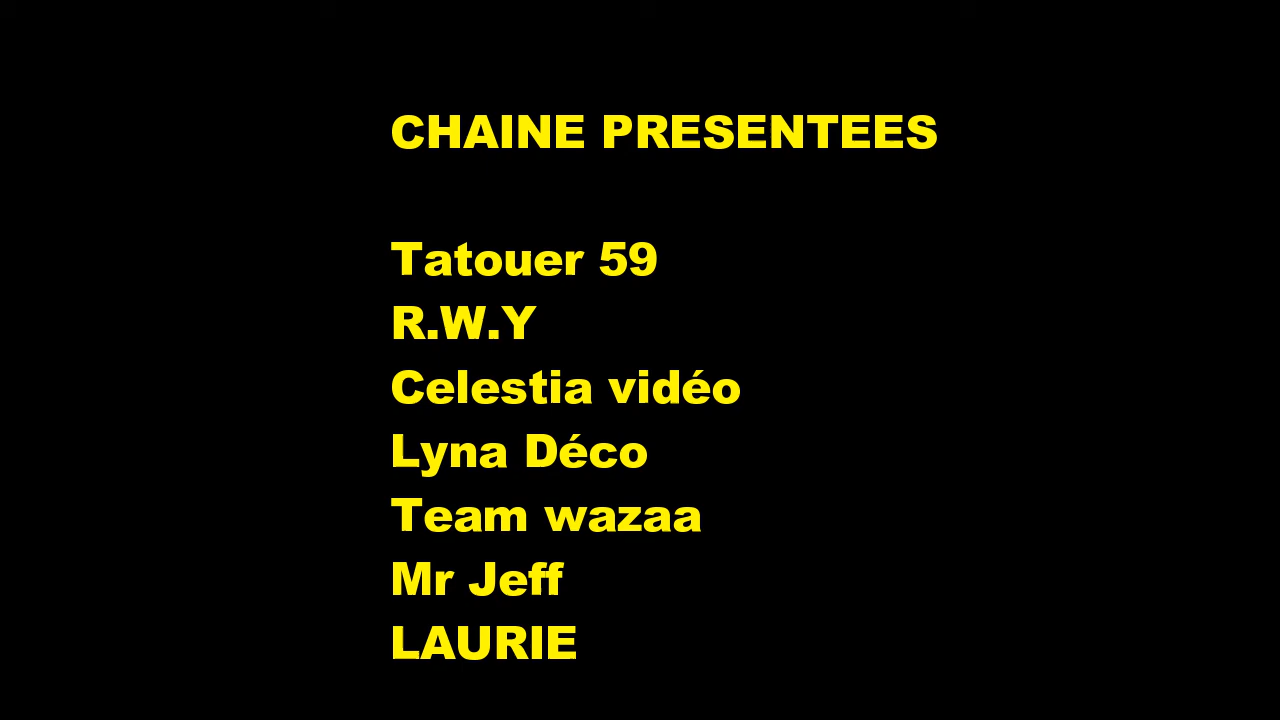 CHAINE PRESENTEES
Tatouer 59
R.W.Y
Celestia vidéo
Lyna Déco
Team wazaa
Mr Jeff
LAURIE